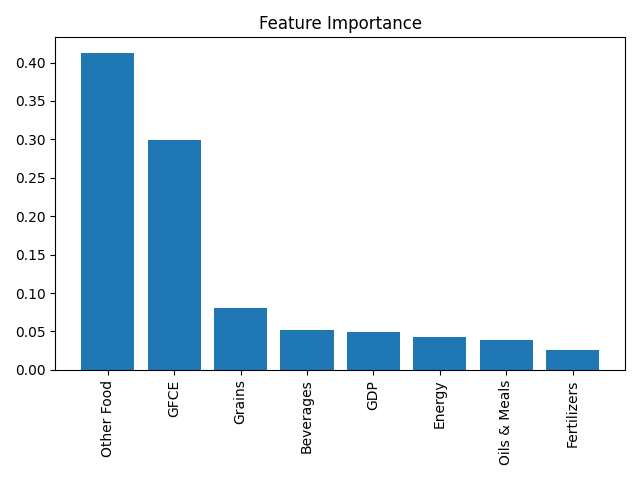 Feature Importance
0.40
0.35
0.30
0.25
0.20
0.15
0.10
0.05
0.00
Other Food
GFCE
Grains
Beverages
GDP
Energy
Oils & Meals
Fertilizers